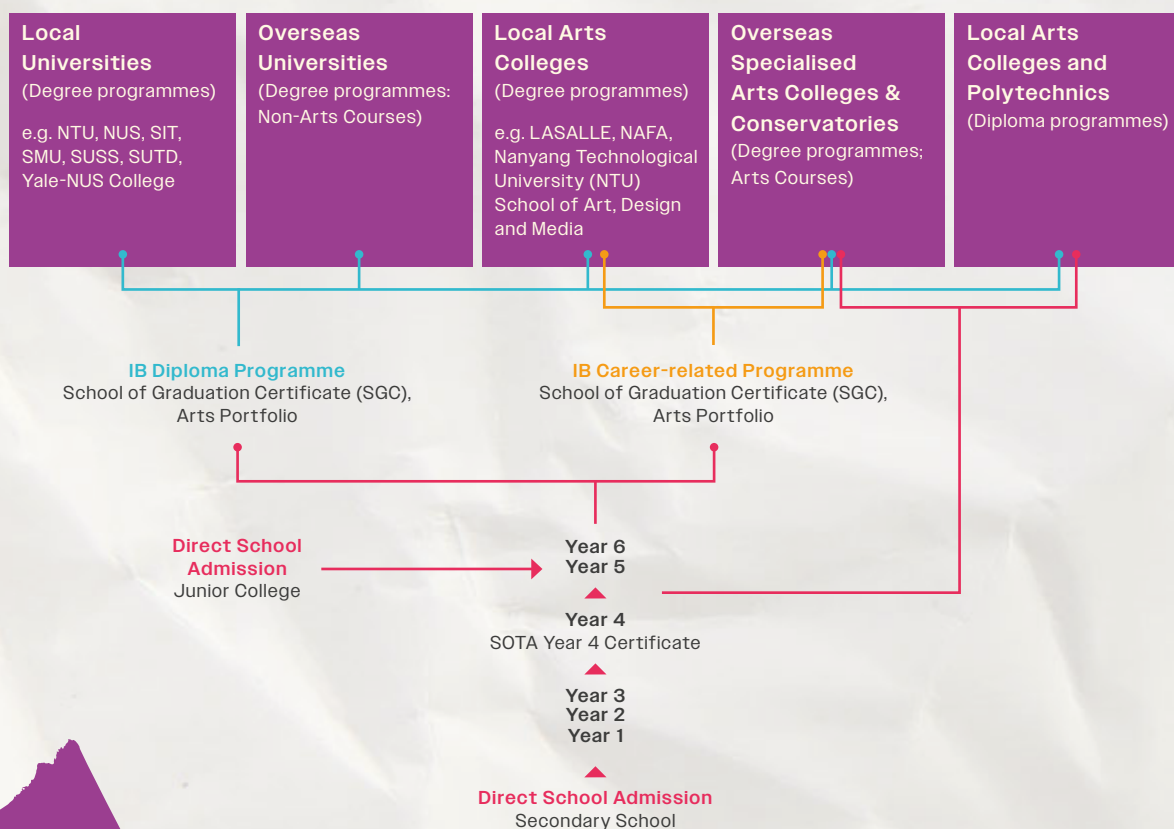 Local
Universities
(Degree programmes)
e.g. NTU, NUS, SIT,
SMU, SUSS, SUTD,
Yale-NUS College
Overseas
Universities
(Degree programmes:
Non-Arts Courses)
Local Arts
Colleges
(Degree programmes)
e.g. LASALLE, NAFA,
Nanyang Technological
University (NTU)
School of Art, Design
and Media
Overseas
Specialised
Arts Colleges &
Conservatories
(Degree programmes;
Arts Courses)
Local Arts
Colleges and
Polytechnics
(Diploma programmes)
IB Diploma Programme
School of Graduation Certificate (SGC),
Arts Portfolio
IB Career-related Programme
School of Graduation Certificate (SGC),
Arts Portfolio
Direct School
Admission
Junior College
Year 6
Year 5
Year 4
SOTA Year 4 Certificate
Year 3
Year 2
Year 1
Direct School Admission
Secondary School